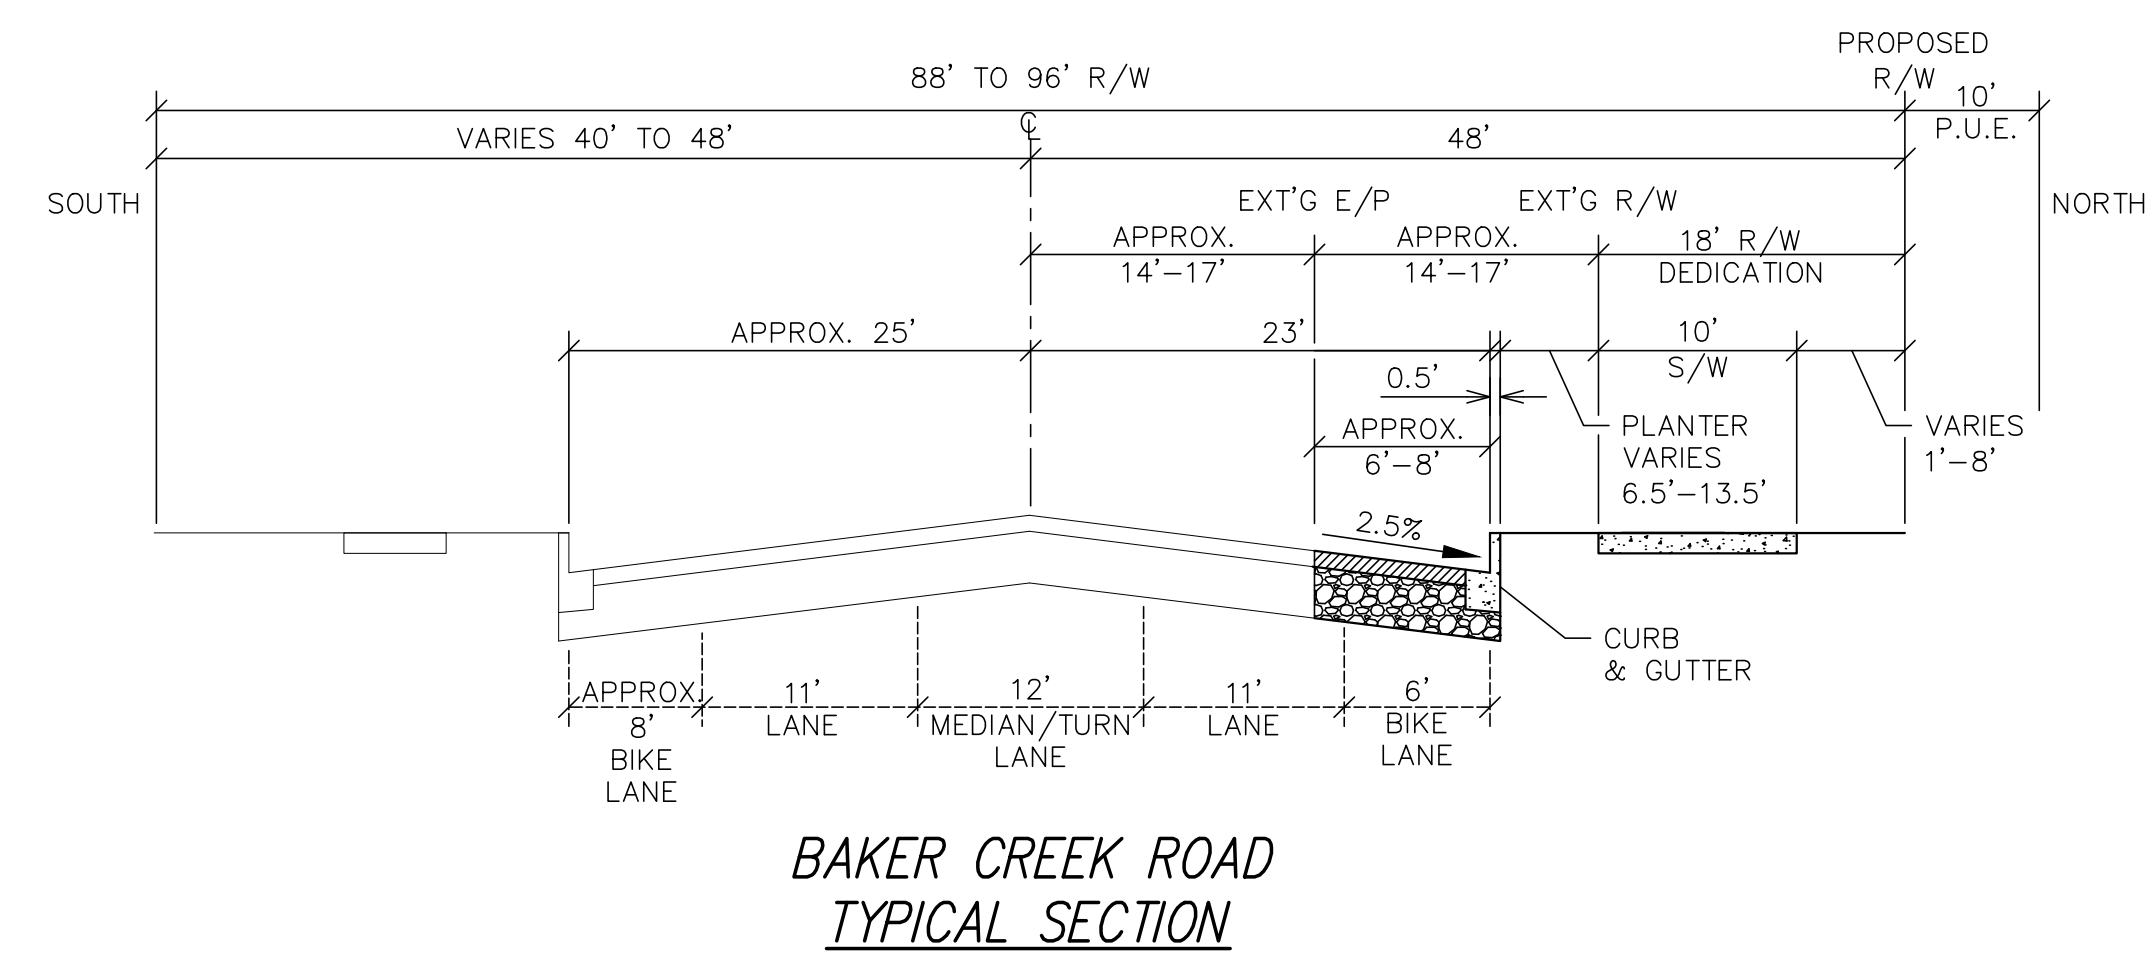 PROPOSED
R/W
88' TO 96' R/W
10'
P.U.E.
℄
VARIES 40' TO 48'
48'
SOUTH
NORTH
EXT'G E/P
EXT'G R/W
APPROX.
14'-17'
APPROX.
14'-17'
18' R/W
DEDICATION
APPROX. 25'
23'
10'
S/W
0.5'
APPROX.
6'-8'
PLANTER
VARIES
6.5'-13.5'
VARIES
1'-8'
2.5%
CURB
& GUTTER
APPROX.
8'
BIKE
LANE
11'
LANE
12'
MEDIAN/TURN
LANE
11'
LANE
6'
BIKE
LANE
BAKER CREEK ROAD
TYPICAL SECTION